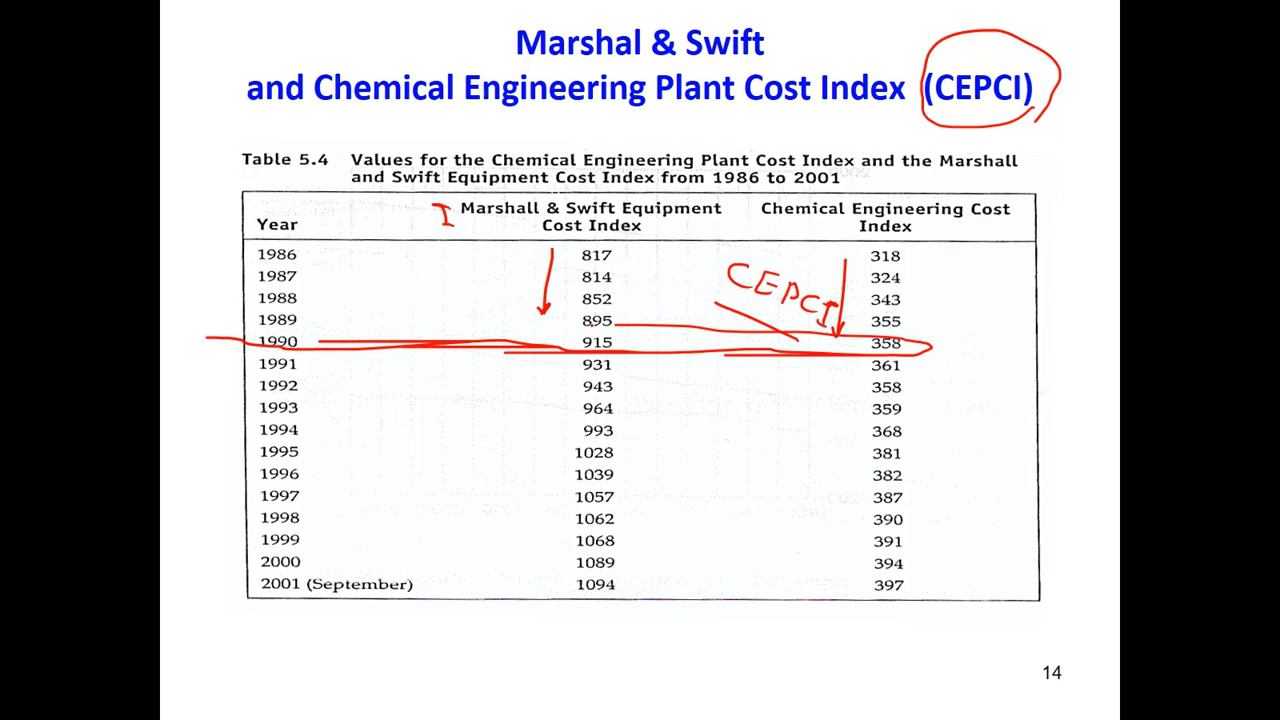 Marshal & Swift
and Chemical Engineering Plant Cost Index (CEPCI)
Table 5.4 Values for the Chemical Engineering Plant Cost Index and the Marshall
and Swift Equipment Cost Index from 1986 to 2001
Year I Marshall & Swift Equipment Cost Index Chemical Engineering Cost Index
1986 817 318
1987 814 324
1988 852 343
CEPCI
1989 895 355
1990 915 358
1991 931 361
1992 943 358
1993 964 359
1994 993 368
1995 1028 381
1996 1039 382
1997 1057 387
1998 1062 390
1999 1068 391
2000 1089 394
2001 (September) 1094 397
14